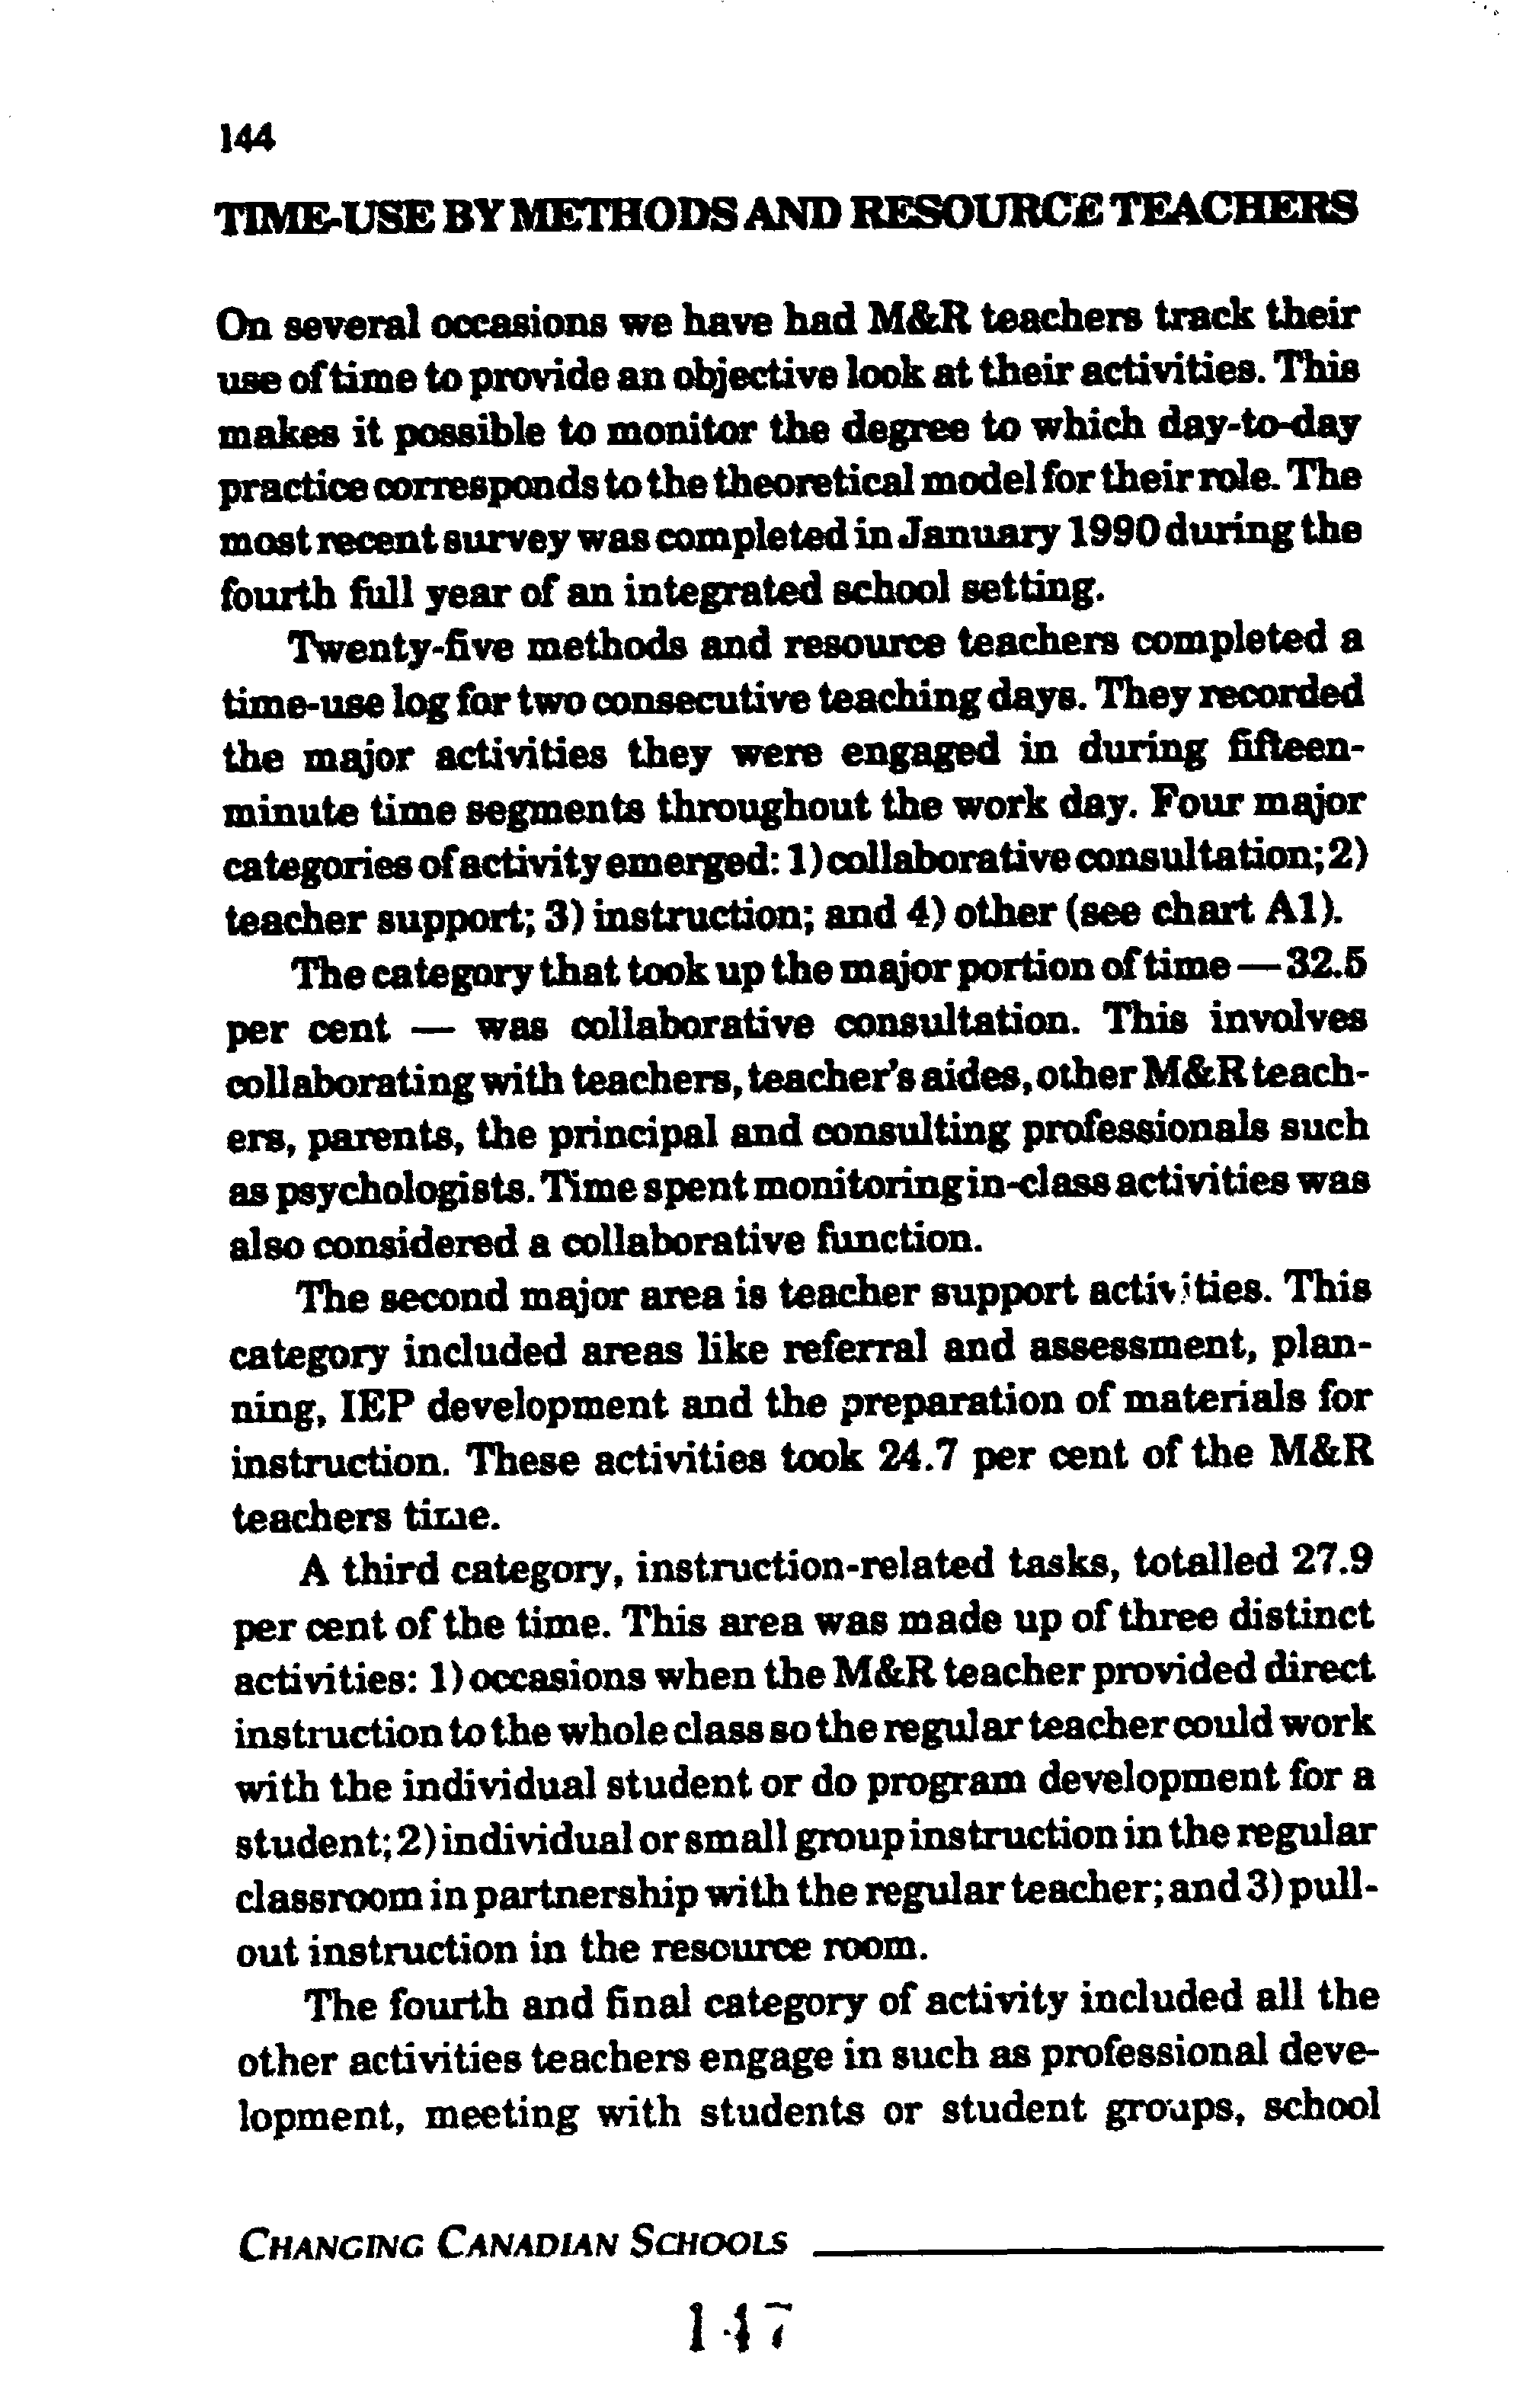 144
TIME-USE BY METHODS AND RESOURCE TEACHERS
On several occasions we have had M&R teachers track their
use of time to provide an objective look at their activities. This
makes it possible to monitor the degree to which day-to-day
practice corresponds to the theoretical model for their role. The
most recent survey was completed in January 1990 during the
fourth full year of an integrated school setting.
Twenty-five methods and resource teachers completed a
time-use log for two consecutive teaching days. They recorded
the major activities they were engaged in during fifteen-
minute time segments throughout the work day. Four major
categories of activity emerged: 1) collaborative consultation; 2)
teacher support; 3) instruction; and 4) other (see chart A1).
The category that took up the major portion of time — 32.5
per cent — was collaborative consultation. This involves
collaborating with teachers, teacher's aides, other M&R teach-
ers, parents, the principal and consulting professionals such
as psychologists. Time spent monitoring in-class activities was
also considered a collaborative function.
The second major area is teacher support activities. This
category included areas like referral and assessment, plan-
ning, IEP development and the preparation of materials for
instruction. These activities took 24.7 per cent of the M&R
teachers time.
A third category, instruction-related tasks, totalled 27.9
per cent of the time. This area was made up of three distinct
activities: 1) occasions when the M&R teacher provided direct
instruction to the whole class so the regular teacher could work
with the individual student or do program development for a
student; 2) individual or small group instruction in the regular
classroom in partnership with the regular teacher; and 3) pull-
out instruction in the resource room.
The fourth and final category of activity included all the
other activities teachers engage in such as professional deve-
lopment, meeting with students or student groups, school
CHANGING CANADIAN SCHOOLS
147